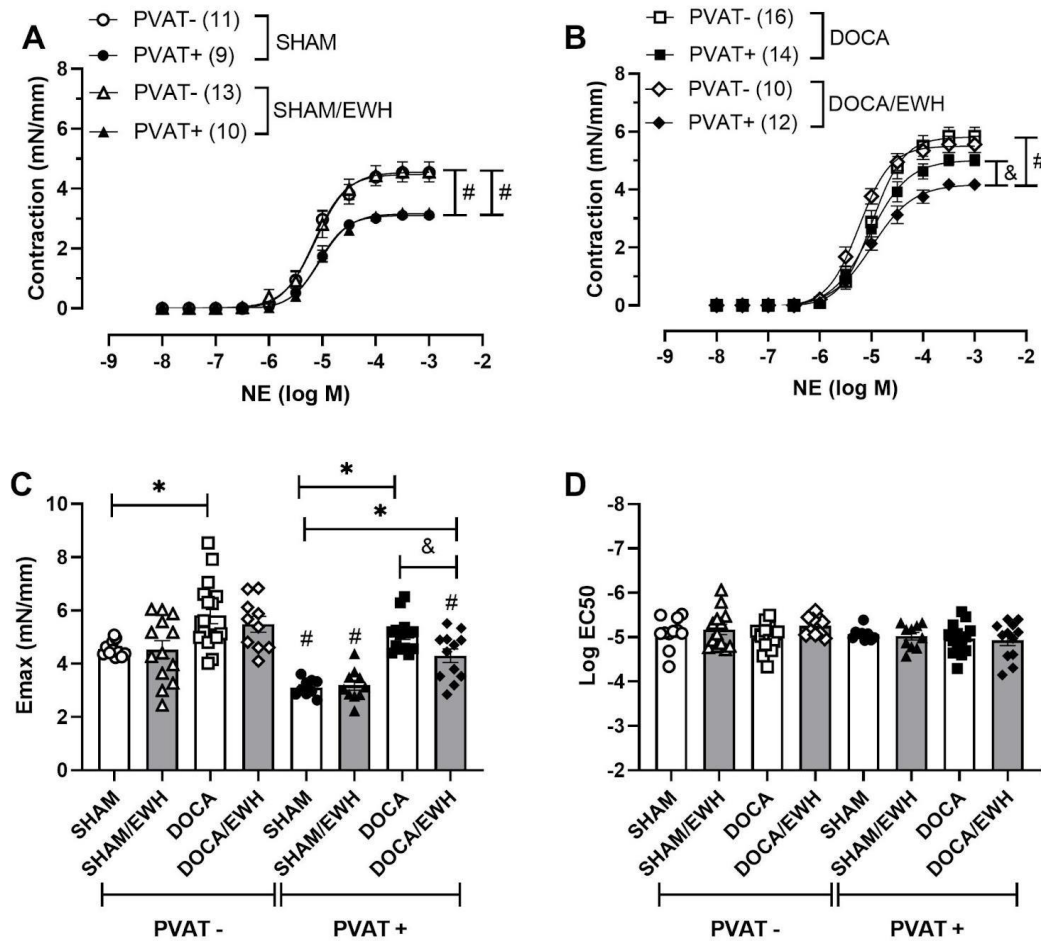 A
PVAT- (11)
PVAT+ (9)
SHAM
PVAT- (13)
PVAT+ (10)
SHAM/EWH
Contraction (mN/mm)
8
6
4
2
0
# #
-9 -8 -7 -6 -5 -4 -3 -2
NE (log M)
B
PVAT- (16)
PVAT+ (14)
DOCA
PVAT- (10)
PVAT+ (12)
DOCA/EWH
Contraction (mN/mm)
8
6
4
2
0
& #
-9 -8 -7 -6 -5 -4 -3 -2
NE (log M)
C
Emax (mN/mm)
10
8
6
4
2
0
*
*
*
&
# # #
SHAM
SHAM/EWH
DOCA
DOCA/EWH
SHAM
SHAM/EWH
DOCA
DOCA/EWH
PVAT - PVAT +
D
Log EC50
-8
-7
-6
-5
-4
-3
-2
SHAM
SHAM/EWH
DOCA
DOCA/EWH
SHAM
SHAM/EWH
DOCA
DOCA/EWH
PVAT - PVAT +